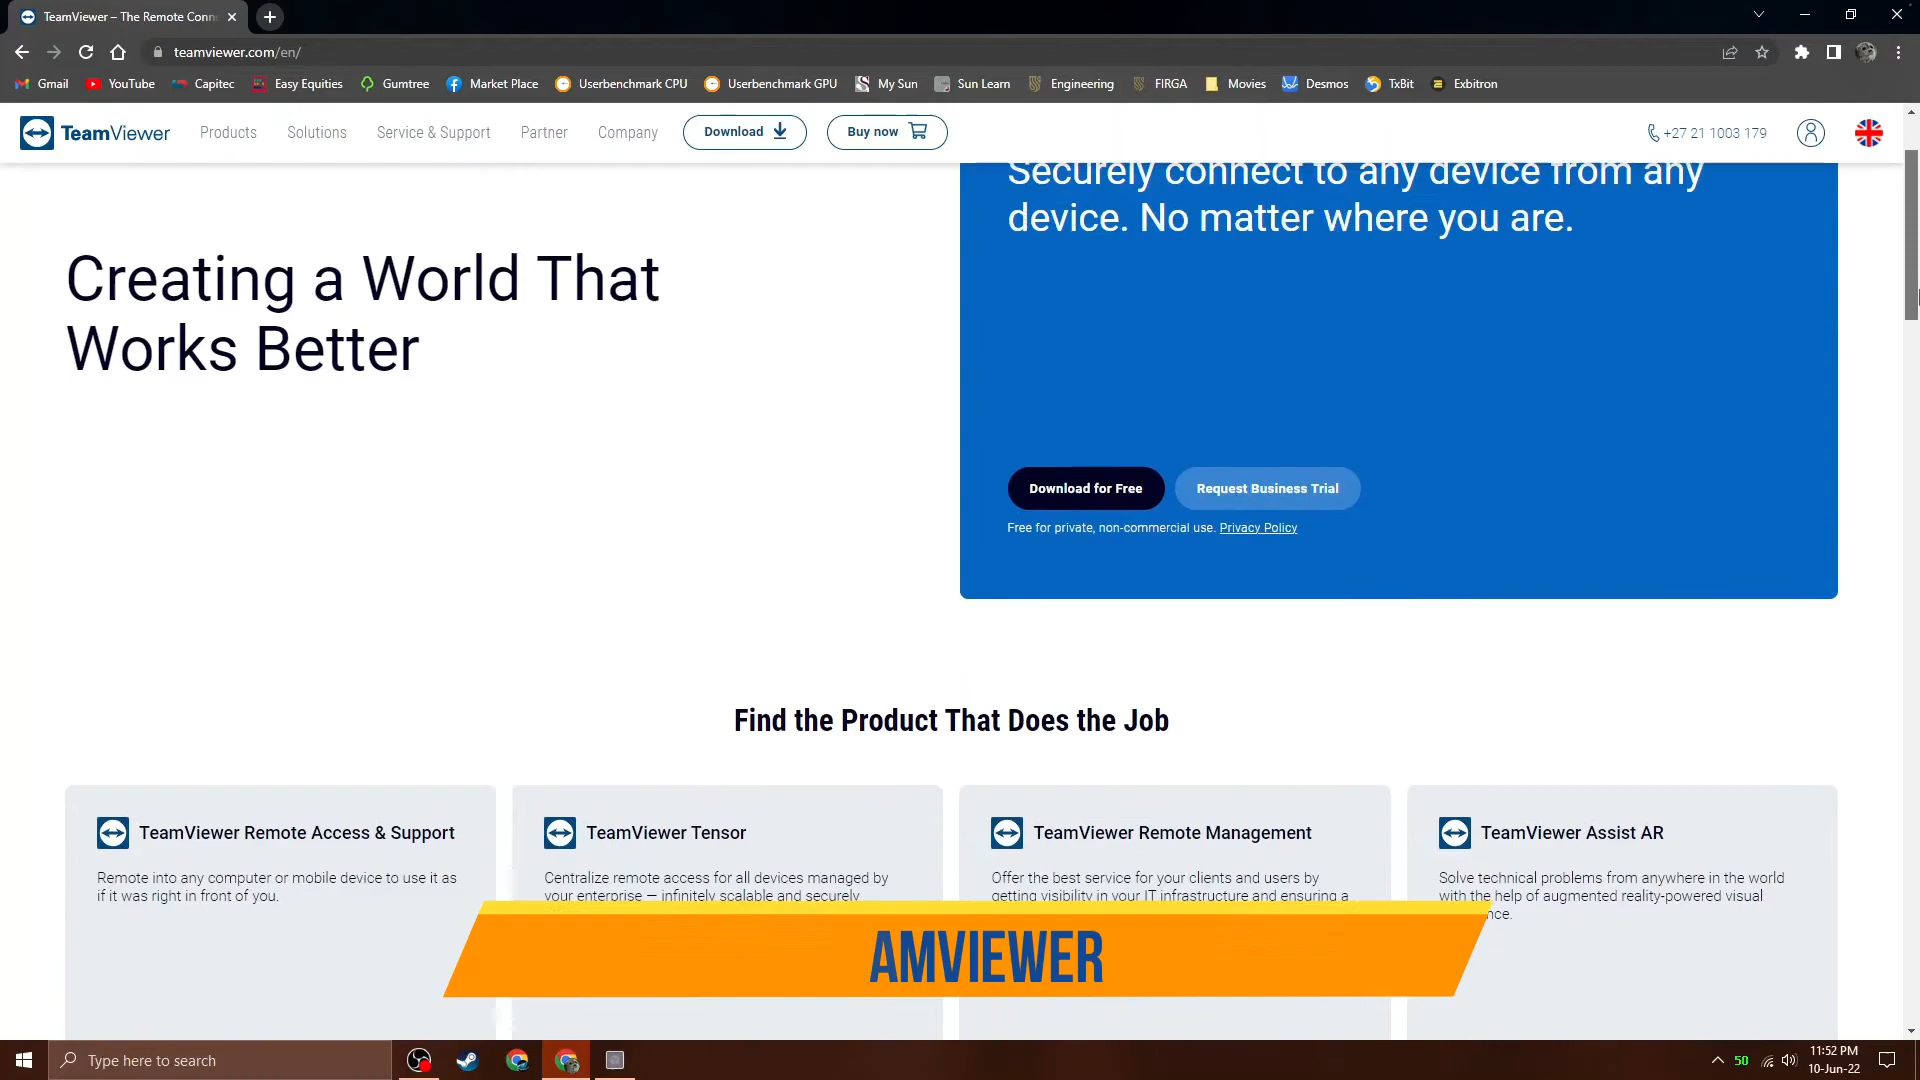 TeamViewer – The Remote Conn
teamviewer.com/en/
Gmail
YouTube
Capitec
Easy Equities
Gumtree
Market Place
Userbenchmark CPU
Userbenchmark GPU
My Sun
Sun Learn
Engineering
FIRGA
Movies
Desmos
TxBit
Exbitron
TeamViewer
Products
Solutions
Service & Support
Partner
Company
Download
Buy now
+27 21 1003 179
Securely connect to any device from any
device. No matter where you are.
Creating a World That
Works Better
Download for Free
Request Business Trial
Free for private, non-commercial use. Privacy Policy
Find the Product That Does the Job
TeamViewer Remote Access & Support
Remote into any computer or mobile device to use it as
if it was right in front of you.
TeamViewer Tensor
Centralize remote access for all devices managed by
your enterprise — infinitely scalable and securely
TeamViewer Remote Management
Offer the best service for your clients and users by
getting visibility in your IT infrastructure and ensuring a
TeamViewer Assist AR
Solve technical problems from anywhere in the world
with the help of augmented reality-powered visual
nce.
AMVIEWER
Type here to search
50
11:52 PM
10-Jun-22